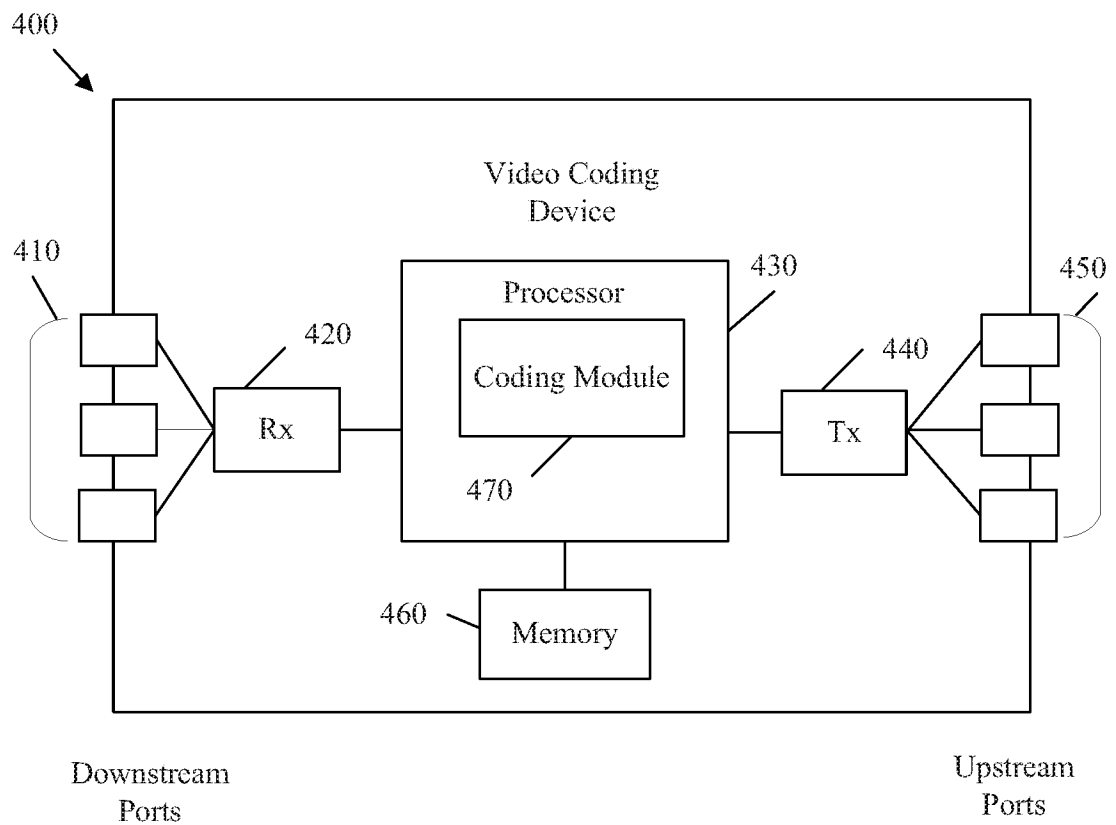 400
Video Coding
Device
410
430
450
Processor
420
440
Coding Module
Rx
Tx
470
460
Memory
Downstream
Ports
Upstream
Ports